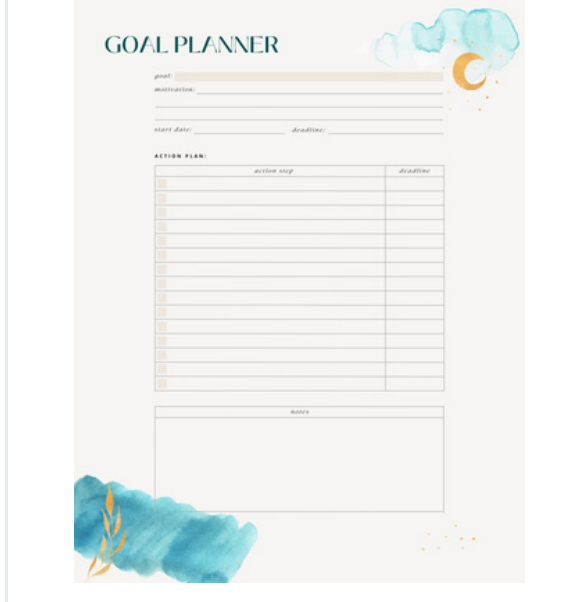 GOAL PLANNER
goal:
motivation:
start date: deadline:
ACTION PLAN:
action step deadline
notes